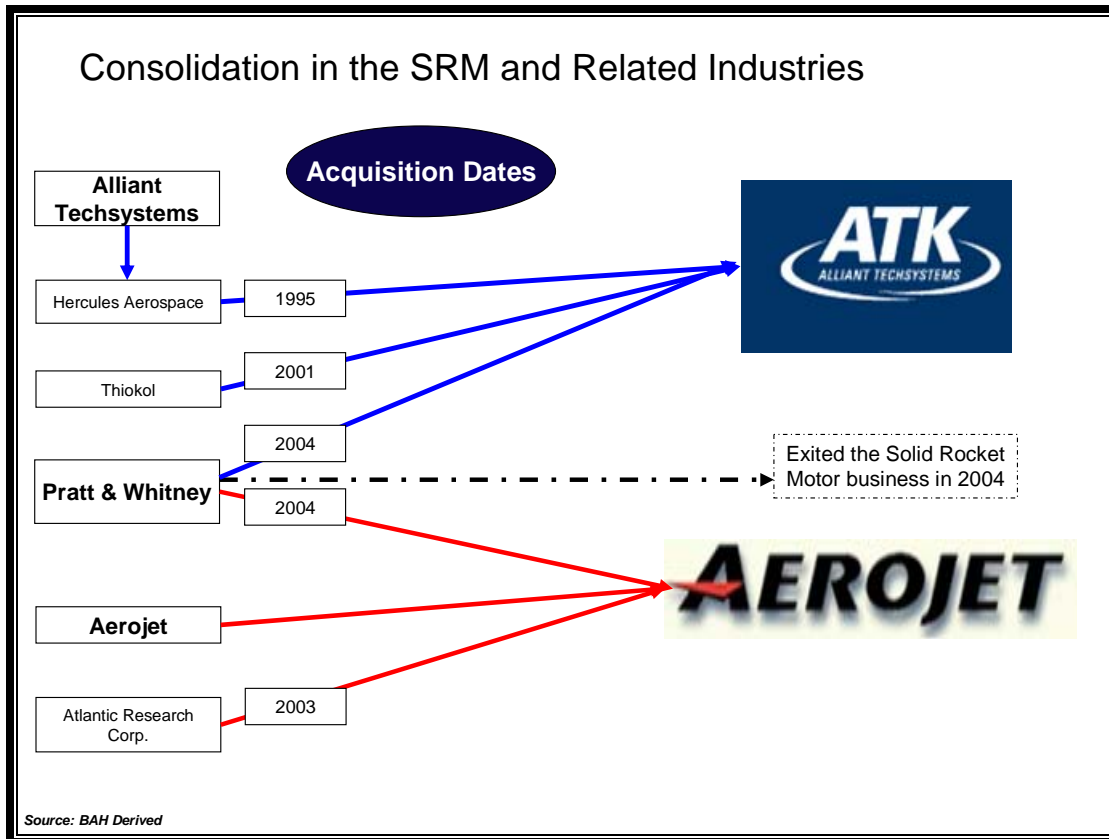 Consolidation in the SRM and Related Industries
Acquisition Dates
Alliant
Techsystems
ATK
ALLIANT TECHSYSTEMS
Hercules Aerospace
1995
Thiokol
2001
2004
Pratt & Whitney
Exited the Solid Rocket
Motor business in 2004
2004
AEROJET
Aerojet
Atlantic Research
Corp.
2003
Source: BAH Derived